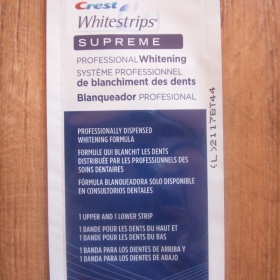 Crest
Whitestrips
SUPREME
PROFESSIONAL Whitening
SYSTÈME PROFESSIONNEL
de blanchiment des dents
Blanqueador PROFESIONAL
PROFESSIONALLY DISPENSED
WHITENING FORMULA
FORMULE QUI BLANCHIT LES DENTS
DISTRIBUÉE PAR LES PROFESSIONNELS DES
SOINS DENTAIRES
FÓRMULA BLANQUEADORA SOLO DISPONIBLE
EN CONSULTORIOS DENTALES
1 UPPER AND 1 LOWER STRIP
1 BANDE POUR LES DENTS DU HAUT ET
1 BANDE POUR LES DENTS DU BAS
1 BANDA PARA LOS DIENTES DE ARRIBA Y
1 BANDA PARA LOS DIENTES DE ABAJO
(L)2117BT44